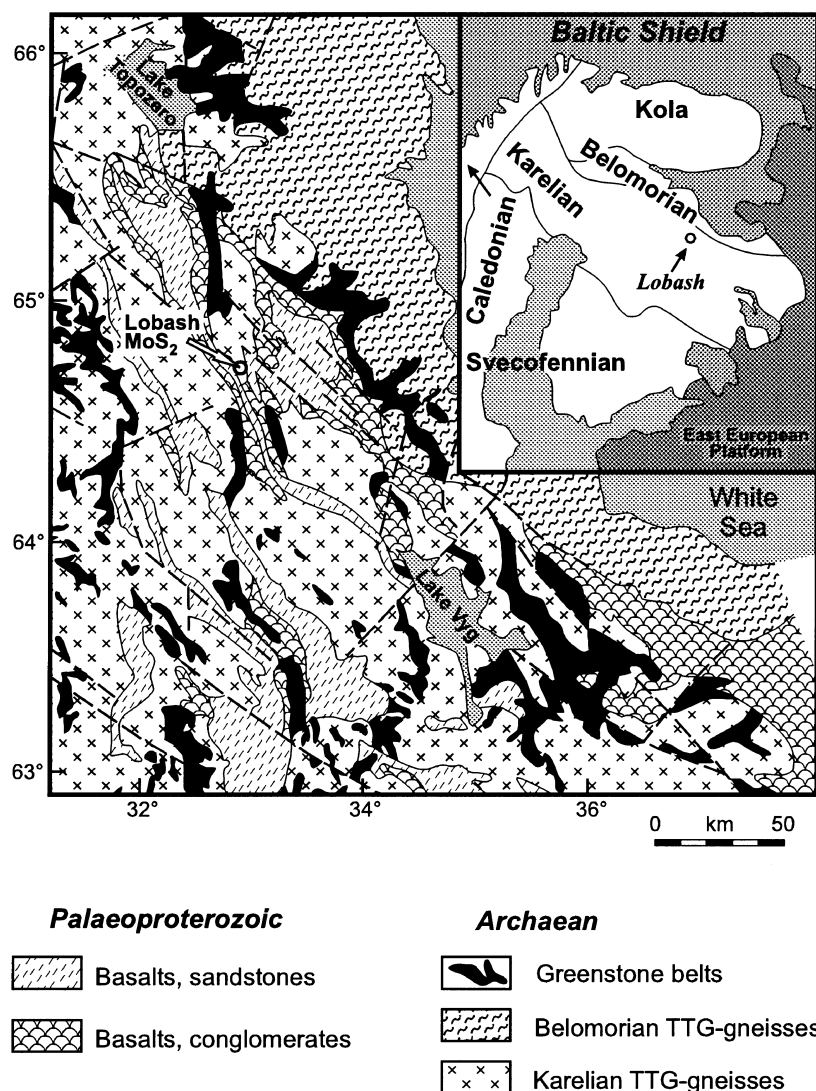 66°
65°
64°
63°
32°
34°
36°
Lake
Topozero
Lobash
MoS₂
Lake Vyg
White
Sea
Baltic Shield
Kola
Karelian
Belomorian
Caledonian
Lobash
Svecofennian
East European
Platform
0 km 50
Palaeoproterozoic
Basalts, sandstones
Basalts, conglomerates
Archaean
Greenstone belts
Belomorian TTG-gneisses
Karelian TTG-gneisses